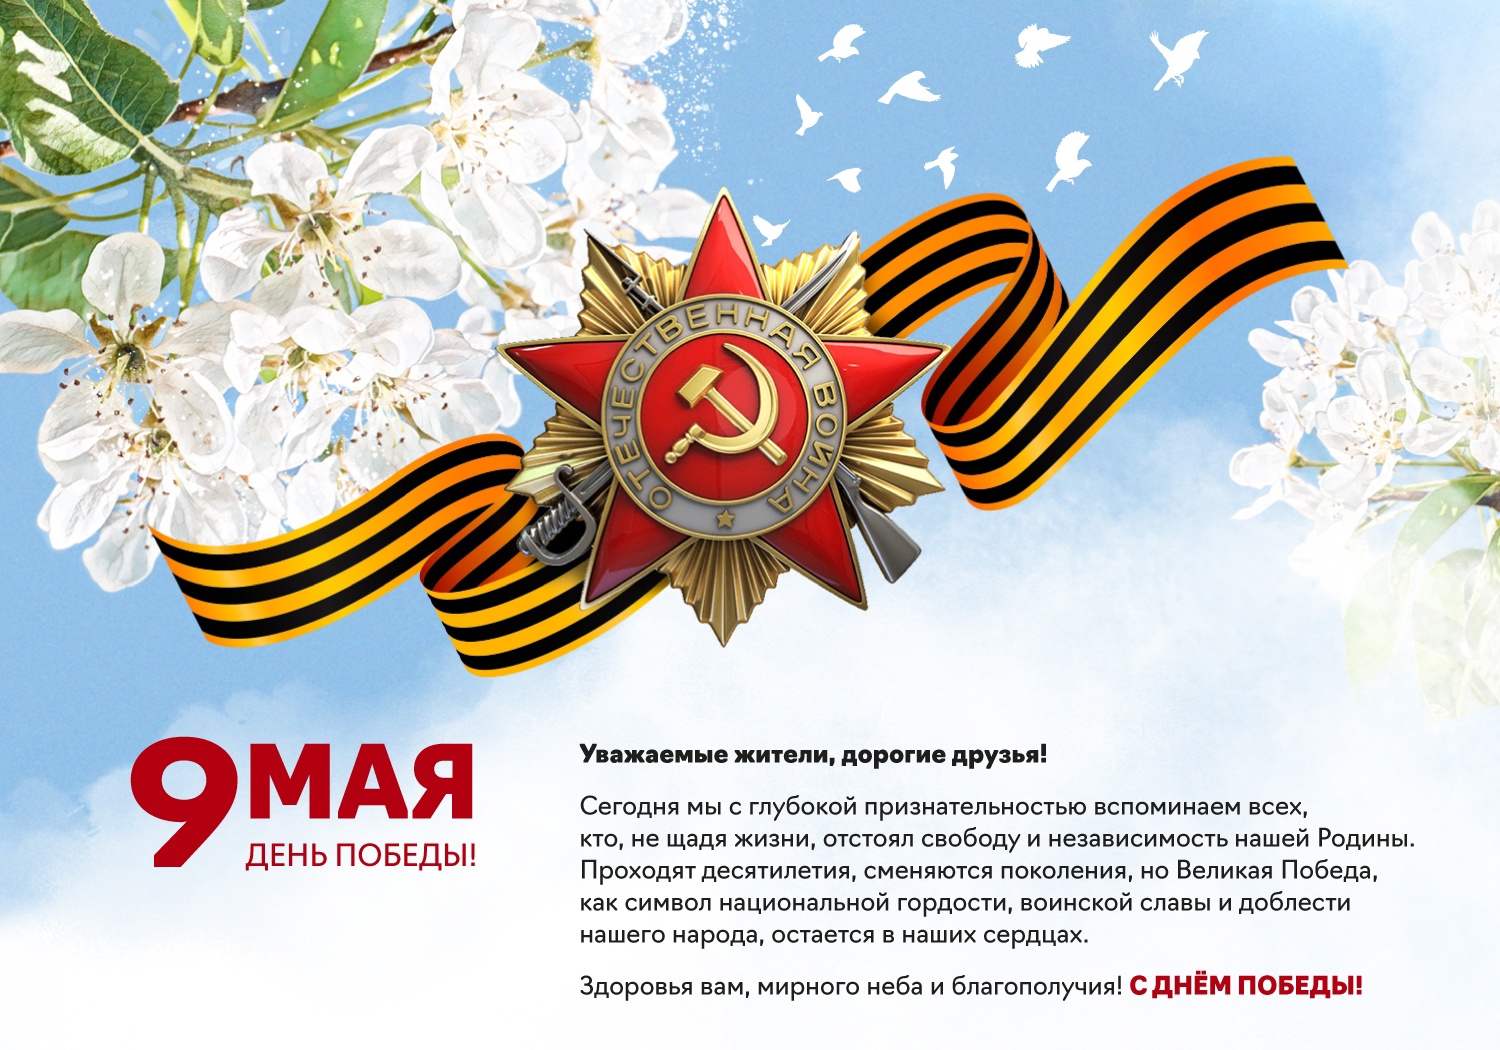 ОТЕЧЕСТВЕННАЯ ВОЙНА
9 МАЯ
ДЕНЬ ПОБЕДЫ!
Уважаемые жители, дорогие друзья!
Сегодня мы с глубокой признательностью вспоминаем всех,
кто, не щадя жизни, отстоял свободу и независимость нашей Родины.
Проходят десятилетия, сменяются поколения, но Великая Победа,
как символ национальной гордости, воинской славы и доблести
нашего народа, остается в наших сердцах.
Здоровья вам, мирного неба и благополучия! С ДНЁМ ПОБЕДЫ!